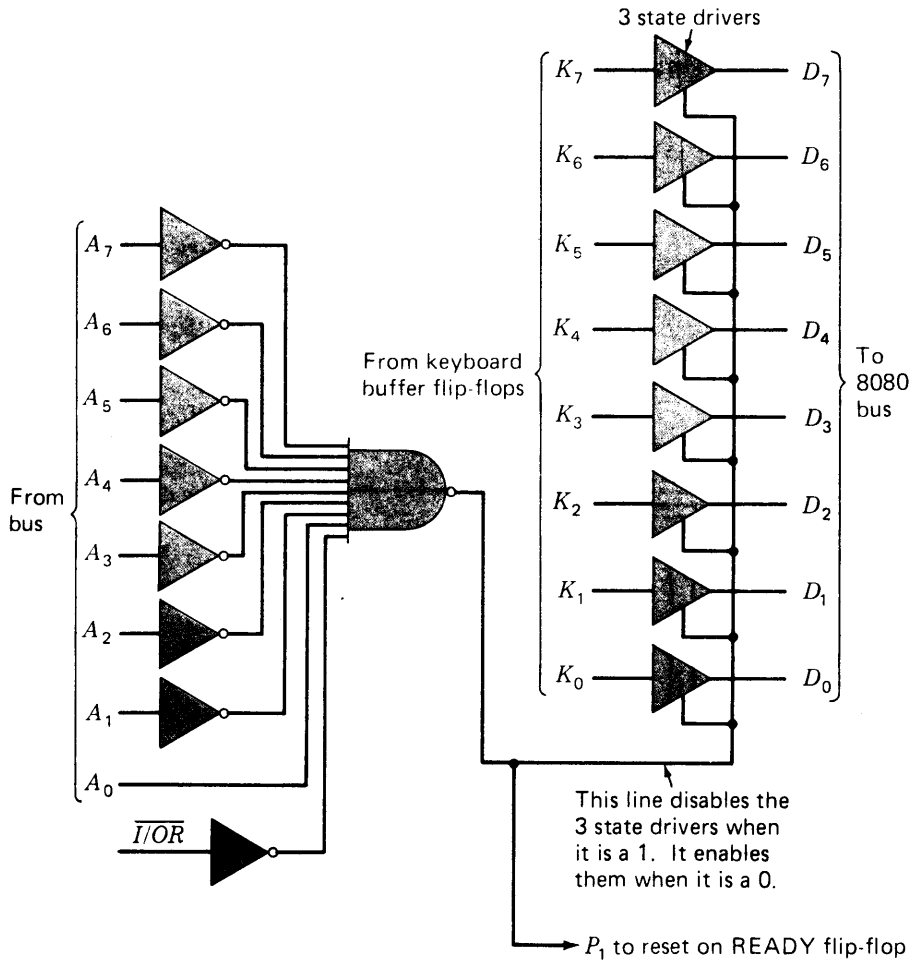 3 state drivers
K₇
D₇
K₆
D₆
A₇
K₅
D₅
A₆
K₄
D₄
From keyboard
buffer flip-flops
To
8080
bus
A₅
K₃
D₃
A₄
From
bus
K₂
D₂
A₃
K₁
D₁
A₂
K₀
D₀
A₁
A₀
This line disables the
3 state drivers when
it is a 1. It enables
them when it is a 0.
I̅/̅O̅R̅
P₁ to reset on READY flip-flop